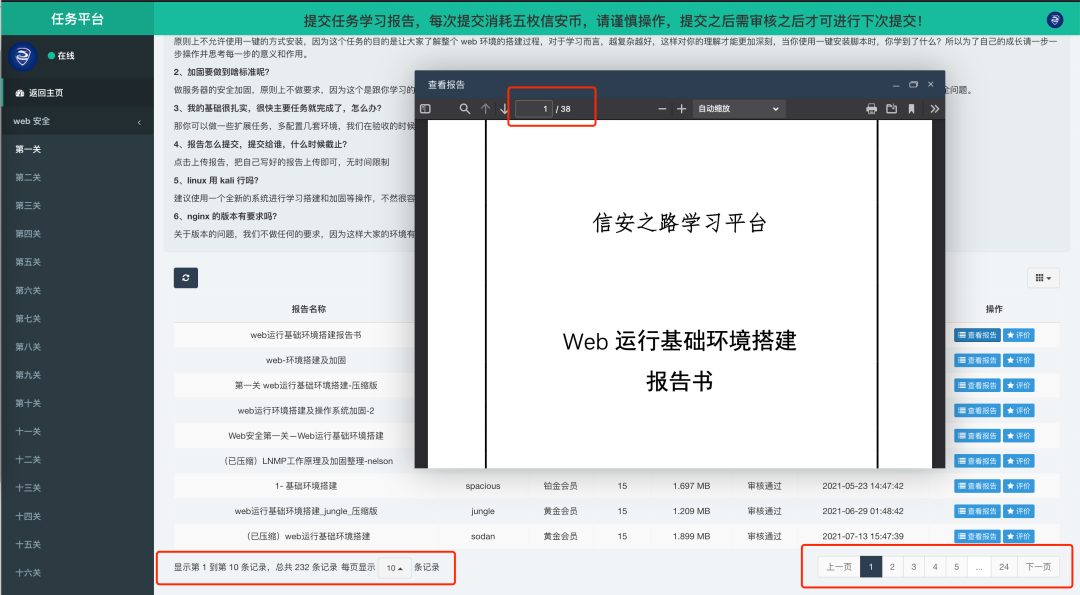 任务平台
提交任务学习报告，每次提交消耗五枚信安币，请谨慎操作，提交之后需审核之后才可进行下次提交！
在线
返回主页
web 安全
第一关
第二关
第三关
第四关
第五关
第六关
第七关
第八关
第九关
第十关
十一关
十二关
十三关
十四关
十五关
十六关
原则上不允许使用一键的方式安装，因为这个任务的目的是让大家了解整个 web 环境的搭建过程，对于学习而言，越复杂越好，这样对你的理解才能更加深刻，当你使用一键安装脚本时，你学到了什么？所以为了自己的成长请一步一
步操作并思考每一步的意义和作用。
2、加固要做到啥标准呢？
做服务器的安全加固，原则上不做要求，因为这个是跟你学习的
全问题。
3、我的基础很扎实，很快主要任务就完成了，怎么办？
那你可以做一些扩展任务，多配置几套环境，我们在验收的时候
4、报告怎么提交，提交给谁，什么时候截止？
点击上传报告，把自己写好的报告上传即可，无时间限制
5、linux 用 kali 行吗？
建议使用一个全新的系统进行学习搭建和加固等操作，不然很容
6、nginx 的版本有要求吗？
关于版本的问题，我们不做任何的要求，因为这样大家的环境有
查看报告
1 / 38
自动缩放
信安之路学习平台
Web 运行基础环境搭建
报告书
报告名称 操作
web运行基础环境搭建报告书 查看报告 评价
web-环境搭建及加固 查看报告 评价
第一关 web运行基础环境搭建-压缩版 查看报告 评价
web运行环境搭建及操作系统加固-2 查看报告 评价
Web安全第一关－Web运行基础环境搭建 查看报告 评价
（已压缩）LNMP工作原理及加固整理-nelson 查看报告 评价
1- 基础环境搭建 spacious 铂金会员 15 1.697 MB 审核通过 2021-05-23 14:47:42 查看报告 评价
web运行基础环境搭建_jungle_压缩版 jungle 黄金会员 15 1.209 MB 审核通过 2021-06-29 01:48:42 查看报告 评价
（已压缩）web运行基础环境搭建 sodan 黄金会员 15 1.899 MB 审核通过 2021-07-13 15:47:39 查看报告 评价
显示第 1 到第 10 条记录，总共 232 条记录 每页显示 10 条记录
上一页 1 2 3 4 5 ... 24 下一页